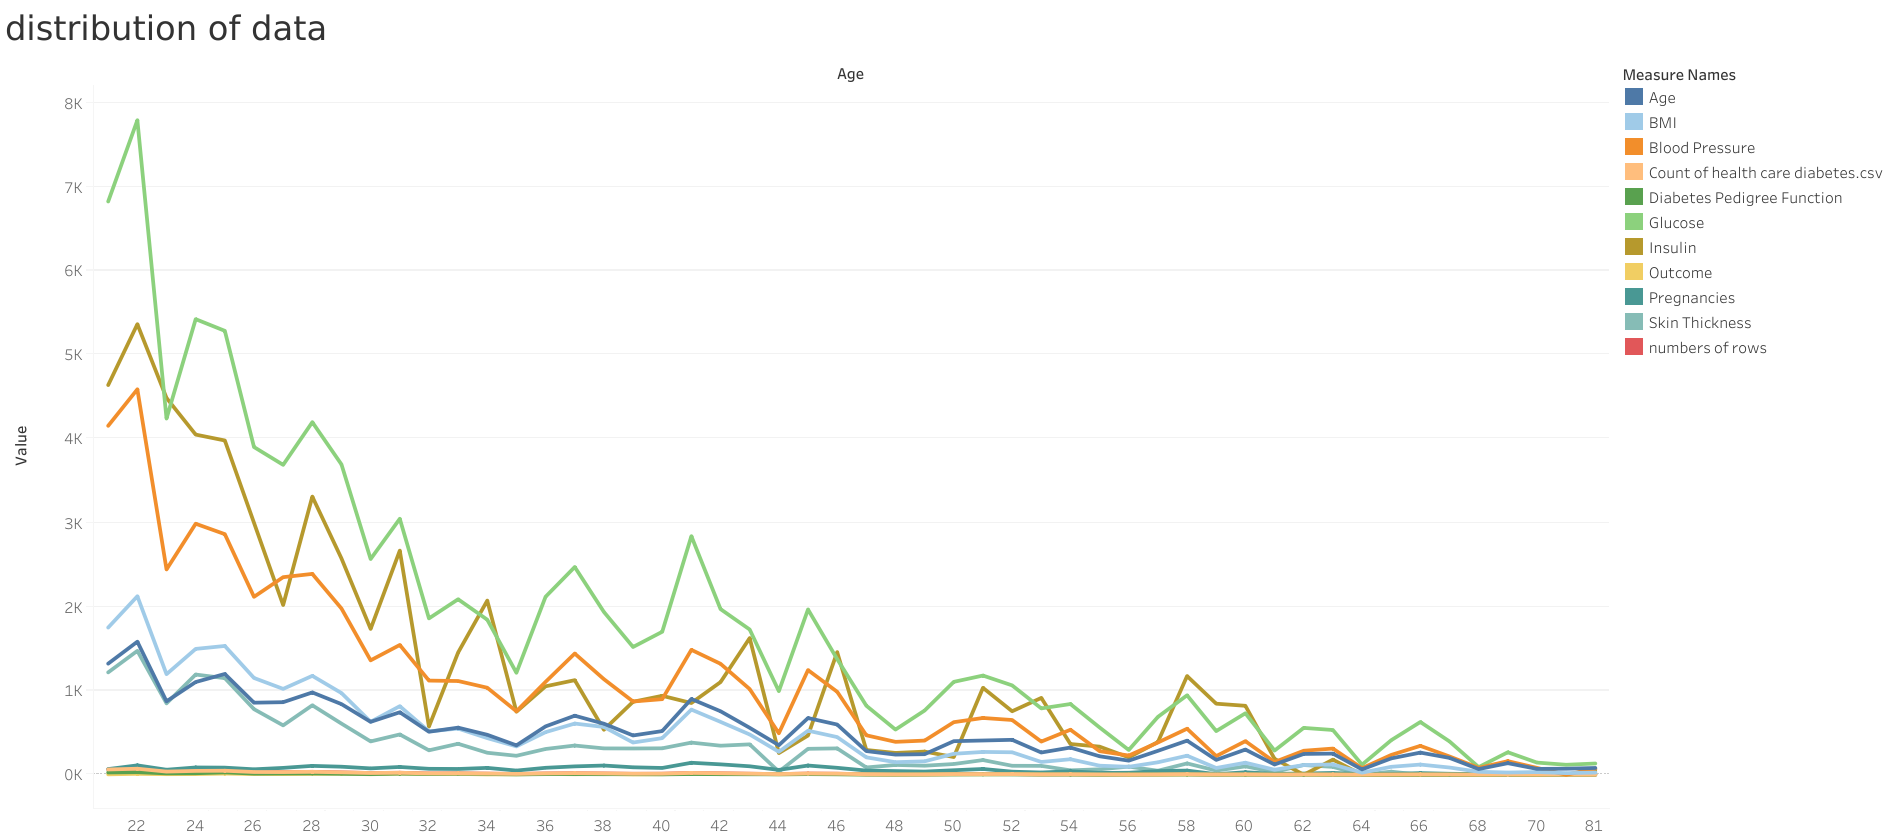 distribution of data
Age
Measure Names
Age
BMI
Blood Pressure
Count of health care diabetes.csv
Diabetes Pedigree Function
Glucose
Insulin
Outcome
Pregnancies
Skin Thickness
numbers of rows
Value
8K
7K
6K
5K
4K
3K
2K
1K
0K
22 24 26 28 30 32 34 36 38 40 42 44 46 48 50 52 54 56 58 60 62 64 66 68 70 81